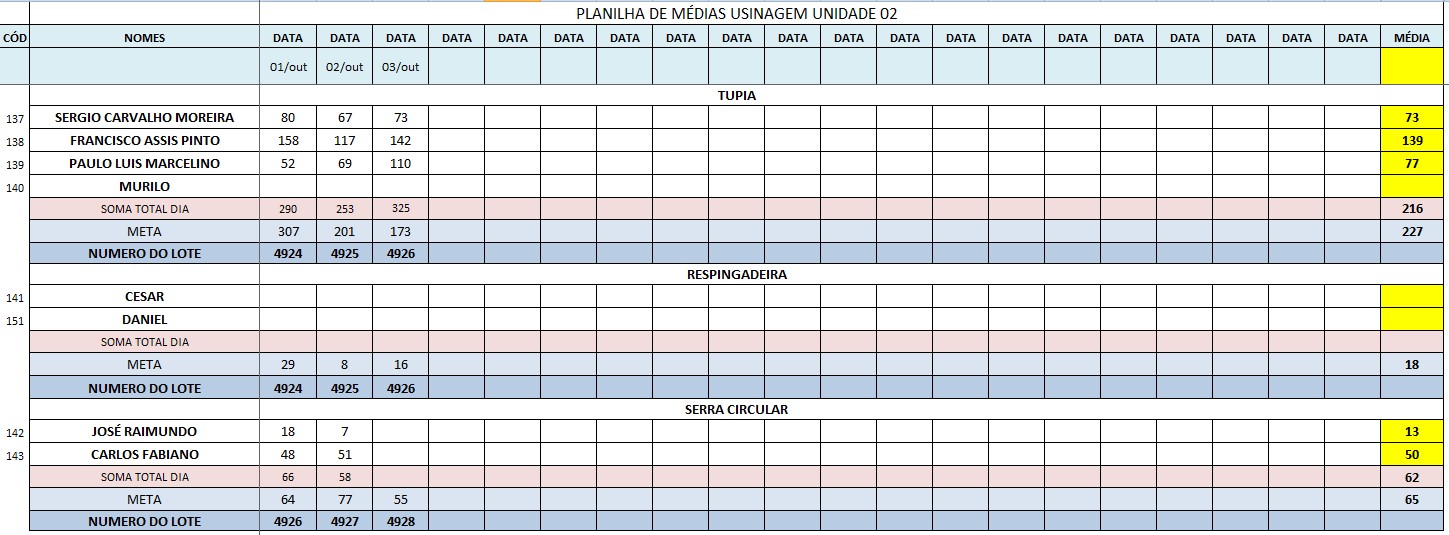 PLANILHA DE MÉDIAS USINAGEM UNIDADE 02
CÓD NOMES DATA DATA DATA DATA DATA DATA DATA DATA DATA DATA DATA DATA DATA DATA DATA DATA DATA DATA DATA DATA MÉDIA
01/out 02/out 03/out
TUPIA
137 SERGIO CARVALHO MOREIRA 80 67 73 73
138 FRANCISCO ASSIS PINTO 158 117 142 139
139 PAULO LUIS MARCELINO 52 69 110 77
140 MURILO
SOMA TOTAL DIA 290 253 325 216
META 307 201 173 227
NUMERO DO LOTE 4924 4925 4926
RESPINGADEIRA
141 CESAR
151 DANIEL
SOMA TOTAL DIA
META 29 8 16 18
NUMERO DO LOTE 4924 4925 4926
SERRA CIRCULAR
142 JOSÉ RAIMUNDO 18 7 13
143 CARLOS FABIANO 48 51 50
SOMA TOTAL DIA 66 58 62
META 64 77 55 65
NUMERO DO LOTE 4926 4927 4928